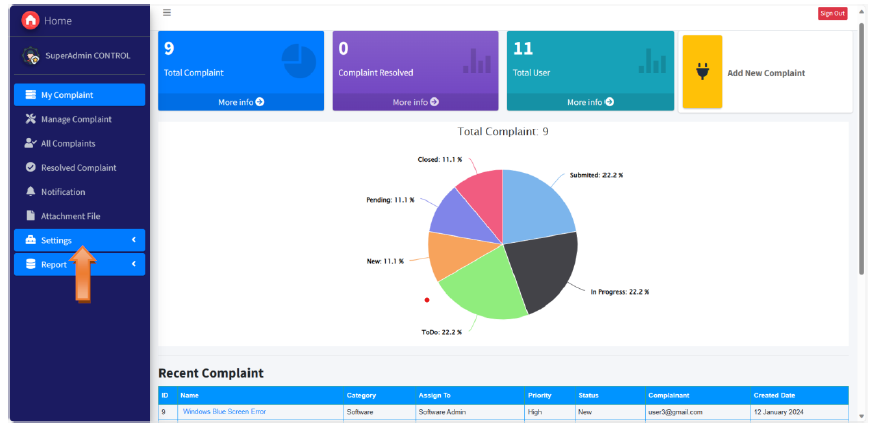 Home
Sign Out
SuperAdmin CONTROL
My Complaint
Manage Complaint
All Complaints
Resolved Complaint
Notification
Attachment File
Settings
Report
9
Total Complaint
More info
0
Complaint Resolved
More info
11
Total User
More info
Add New Complaint
Total Complaint: 9
Closed: 11.1 %
Submited: 22.2 %
Pending: 11.1 %
New: 11.1 %
In Progress: 22.2 %
ToDo: 22.2 %
Recent Complaint
ID Name Category Assign To Priority Status Complainant Created Date
9 Windows Blue Screen Error Software Software Admin High New user3@gmail.com 12 January 2024